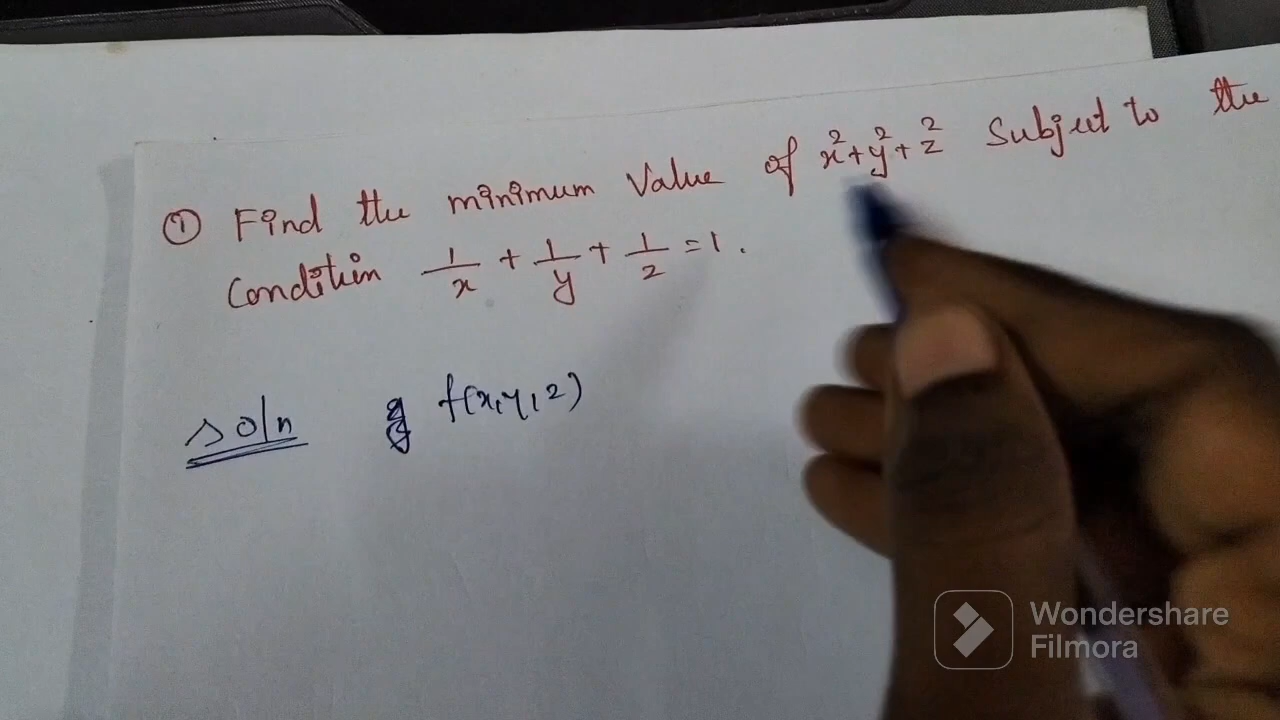 ① Find the minimum value of x²+y²+z² Subject to the
Condition 1/x + 1/y + 1/z = 1.
soln f(x,y,z)
Wondershare
Filmora